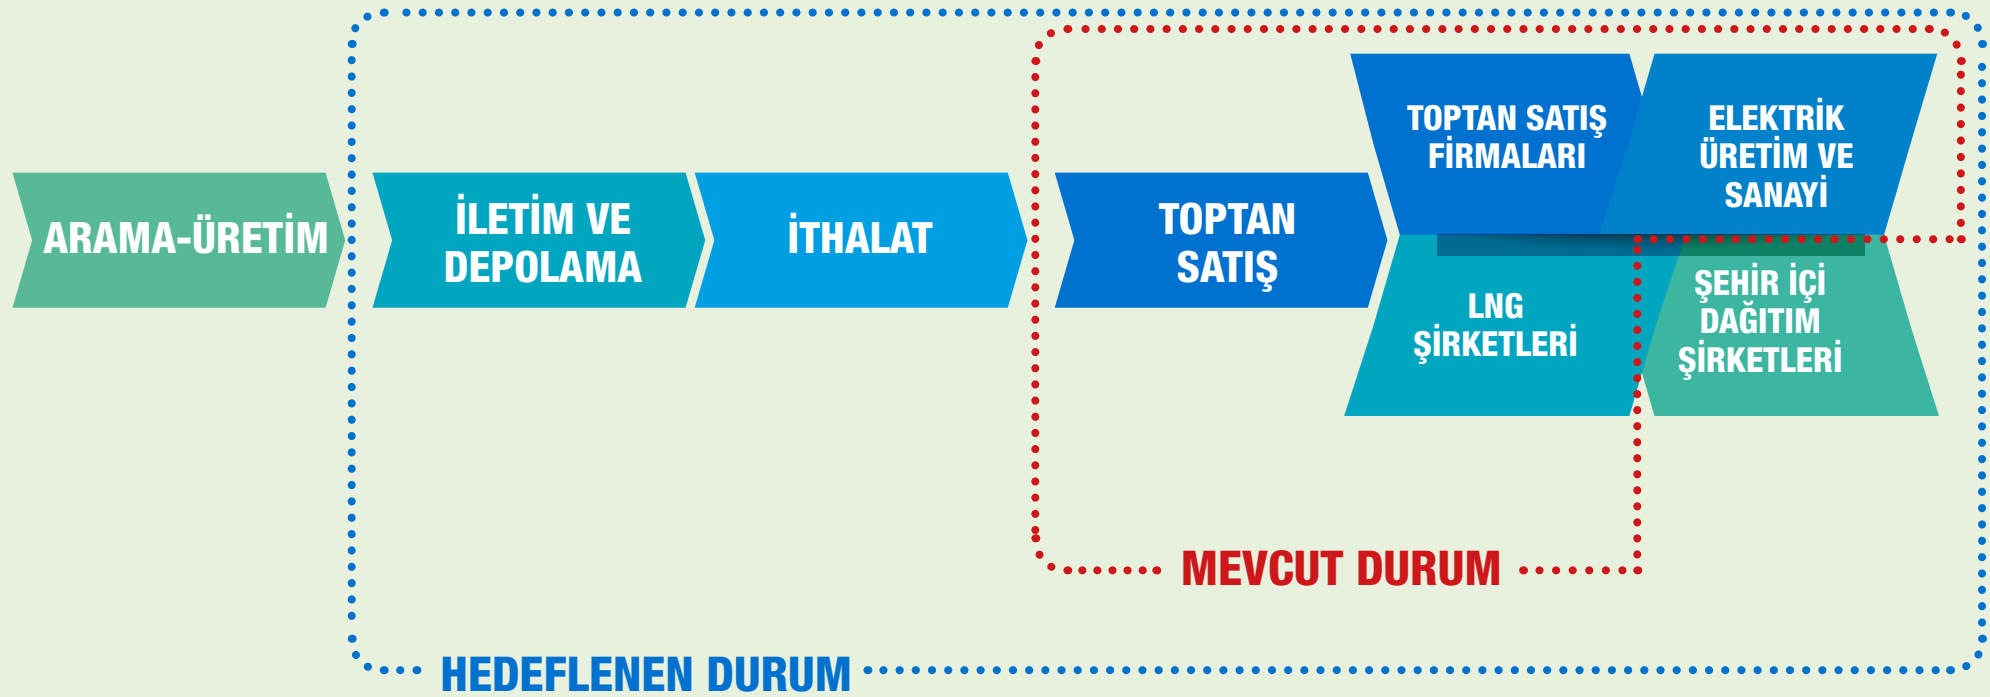 ARAMA-ÜRETİM
İLETİM VE
DEPOLAMA
İTHALAT
TOPTAN
SATIŞ
TOPTAN SATIŞ
FİRMALARI
ELEKTRİK
ÜRETİM VE
SANAYİ
LNG
ŞİRKETLERİ
ŞEHİR İÇİ
DAĞITIM
ŞİRKETLERİ
MEVCUT DURUM
HEDEFLENEN DURUM